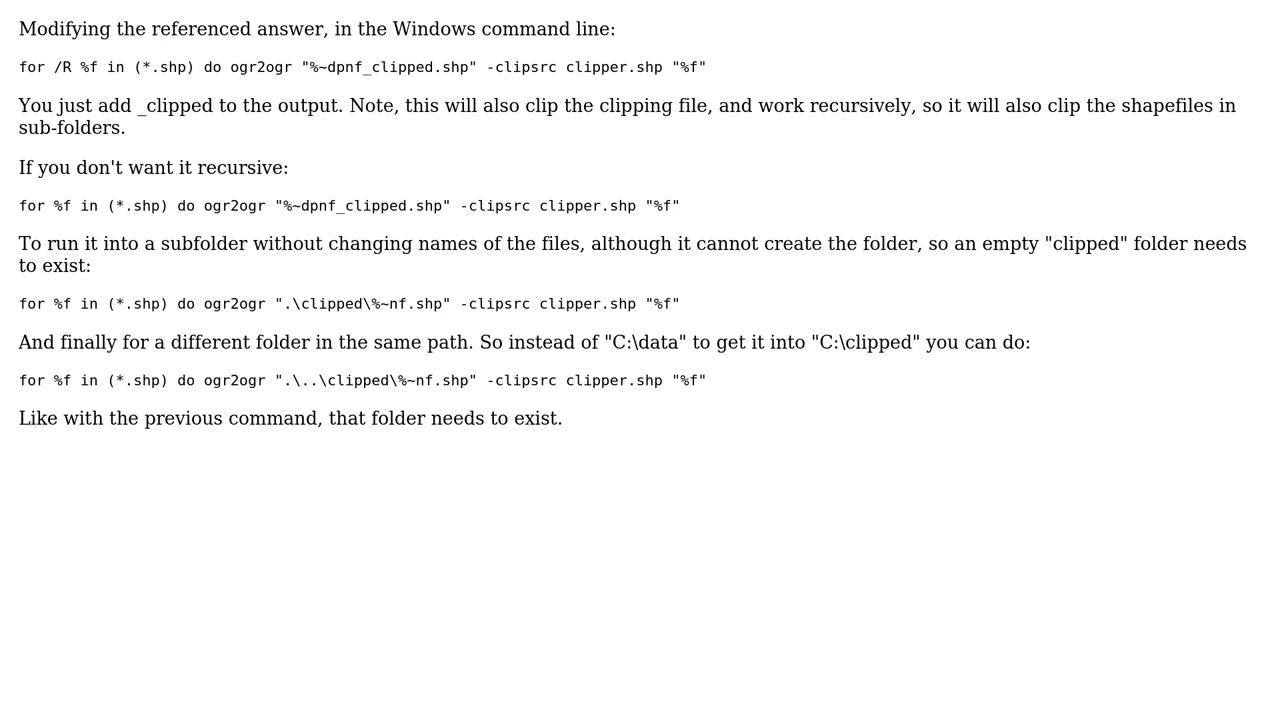 Modifying the referenced answer, in the Windows command line:
for /R %f in (*.shp) do ogr2ogr "%~dpnf_clipped.shp" -clipsrc clipper.shp "%f"
You just add _clipped to the output. Note, this will also clip the clipping file, and work recursively, so it will also clip the shapefiles in
sub-folders.
If you don't want it recursive:
for %f in (*.shp) do ogr2ogr "%~dpnf_clipped.shp" -clipsrc clipper.shp "%f"
To run it into a subfolder without changing names of the files, although it cannot create the folder, so an empty "clipped" folder needs
to exist:
for %f in (*.shp) do ogr2ogr ".\clipped\%~nf.shp" -clipsrc clipper.shp "%f"
And finally for a different folder in the same path. So instead of "C:\data" to get it into "C:\clipped" you can do:
for %f in (*.shp) do ogr2ogr ".\..\clipped\%~nf.shp" -clipsrc clipper.shp "%f"
Like with the previous command, that folder needs to exist.